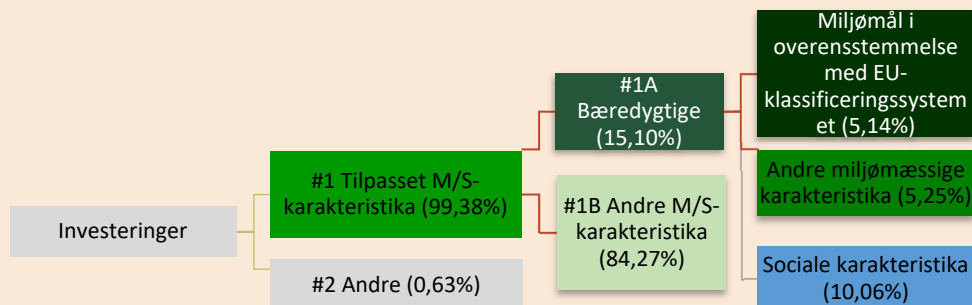 Investeringer
#1 Tilpasset M/S-
karakteristika (99,38%)
#2 Andre (0,63%)
#1A
Bæredygtige
(15,10%)
#1B Andre M/S-
karakteristika
(84,27%)
Miljømål i
overensstemmelse
med EU-
klassificeringssystem
et (5,14%)
Andre miljømæssige
karakteristika (5,25%)
Sociale karakteristika
(10,06%)